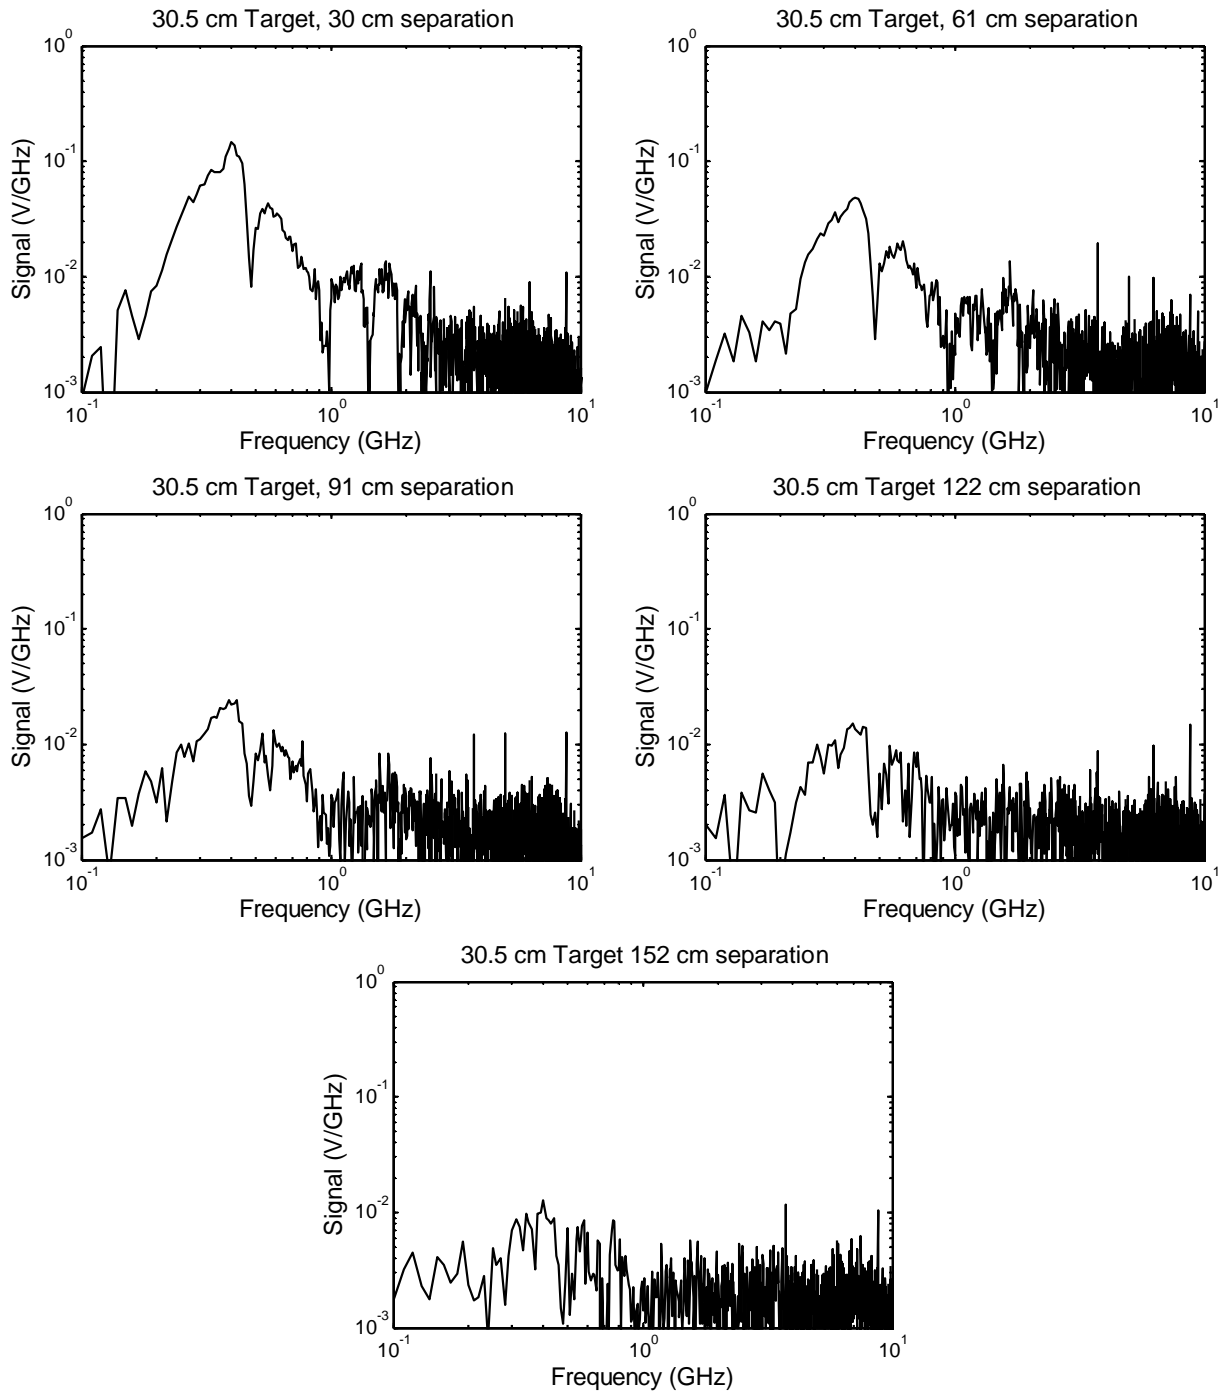 30.5 cm Target, 30 cm separation
10^0
10^-1
10^-2
10^-3
Signal (V/GHz)
10^-1
10^0
10^1
Frequency (GHz)
30.5 cm Target, 61 cm separation
10^0
10^-1
10^-2
10^-3
Signal (V/GHz)
10^-1
10^0
10^1
Frequency (GHz)
30.5 cm Target, 91 cm separation
10^0
10^-1
10^-2
10^-3
Signal (V/GHz)
10^-1
10^0
10^1
Frequency (GHz)
30.5 cm Target 122 cm separation
10^0
10^-1
10^-2
10^-3
Signal (V/GHz)
10^-1
10^0
10^1
Frequency (GHz)
30.5 cm Target 152 cm separation
10^0
10^-1
10^-2
10^-3
Signal (V/GHz)
10^-1
10^0
10^1
Frequency (GHz)